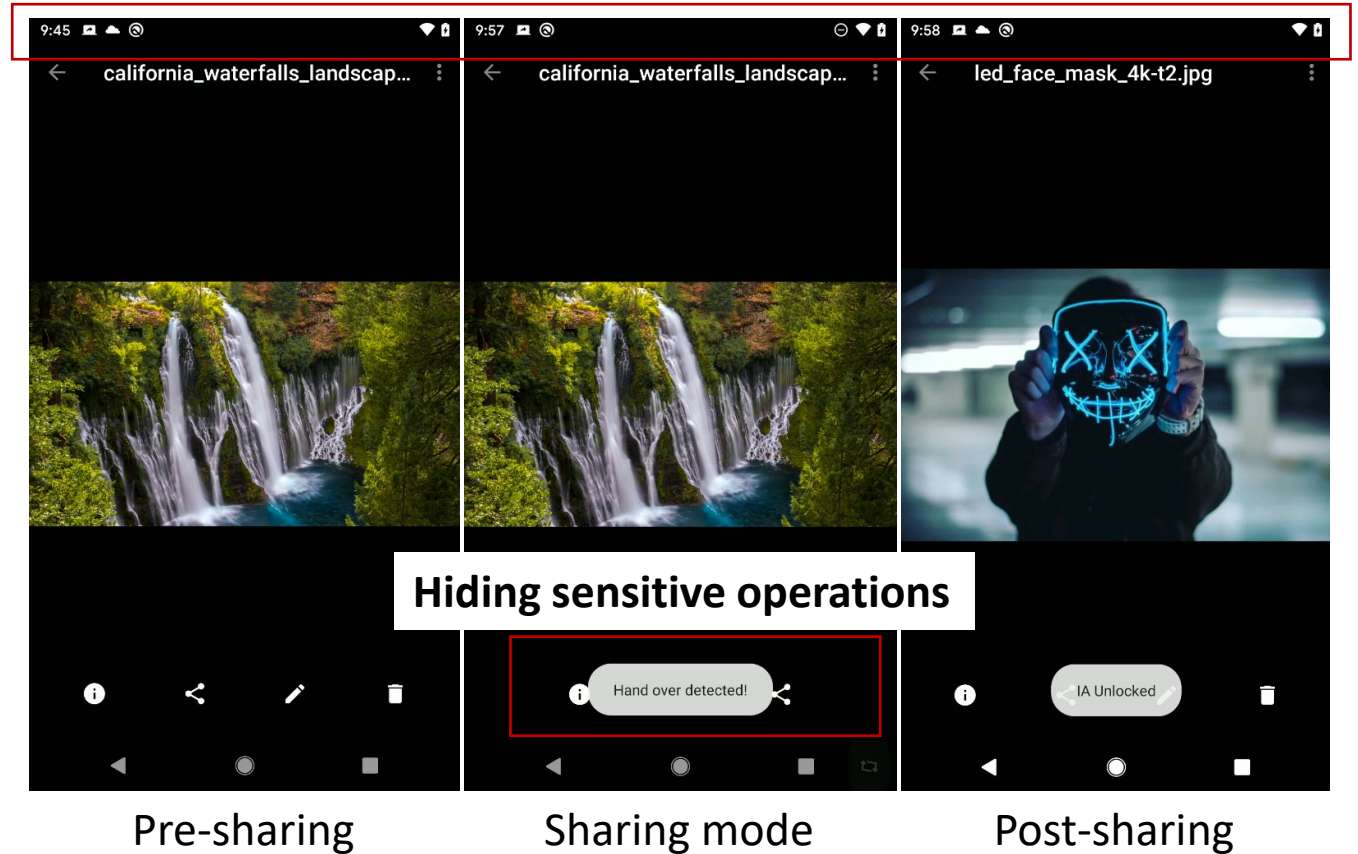 9:45
9:57
9:58
california_waterfalls_landscap...
california_waterfalls_landscap...
led_face_mask_4k-t2.jpg
Hiding sensitive operations
Hand over detected!
IA Unlocked
Pre-sharing
Sharing mode
Post-sharing